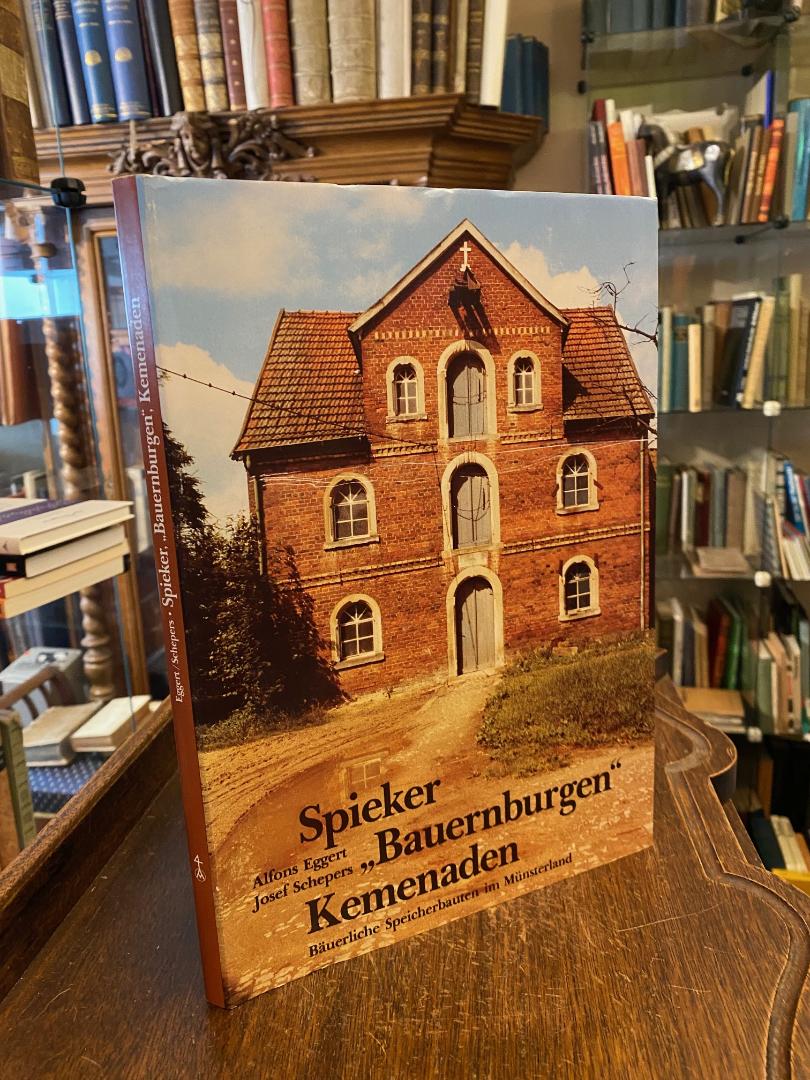 Eggert/Schepers · Spieker, „Bauernburgen“, Kemenaden
Spieker
Alfons Eggert
Josef Schepers
„Bauernburgen“
Kemenaden
Bäuerliche Speicherbauten im Münsterland